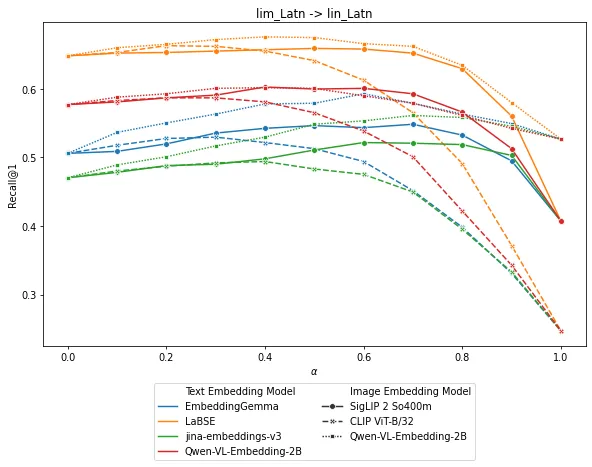 lim_Latn -> lin_Latn
Recall@1
0.6
0.5
0.4
0.3
0.0 0.2 0.4 0.6 0.8 1.0
α
Text Embedding Model Image Embedding Model
EmbeddingGemma SigLIP 2 So400m
LaBSE CLIP ViT-B/32
jina-embeddings-v3 Qwen-VL-Embedding-2B
Qwen-VL-Embedding-2B